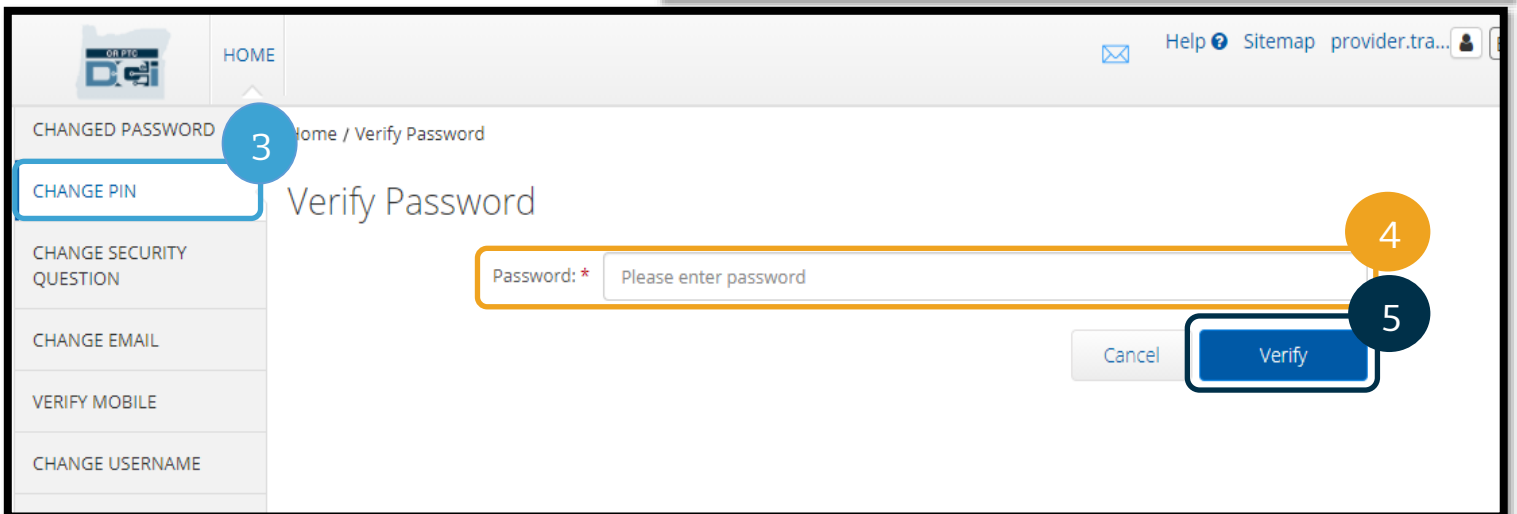 OR PTC
DCi
HOME
Help ? Sitemap provider.tra...
CHANGED PASSWORD
3
Home / Verify Password
CHANGE PIN
Verify Password
4
CHANGE SECURITY
QUESTION
Password: * Please enter password
5
CHANGE EMAIL
Cancel Verify
VERIFY MOBILE
CHANGE USERNAME